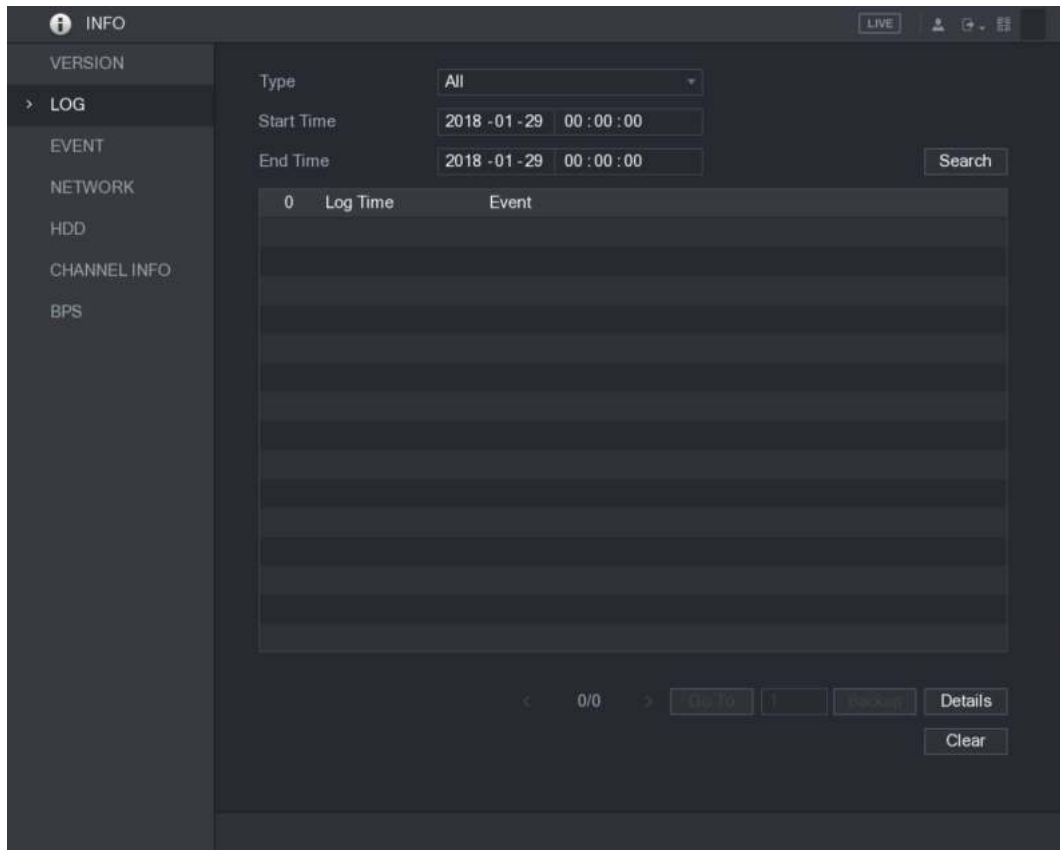 INFO
LIVE
VERSION
LOG
EVENT
NETWORK
HDD
CHANNEL INFO
BPS
Type All
Start Time 2018 -01 -29 00 : 00 : 00
End Time 2018 -01 -29 00 : 00 : 00 Search
0 Log Time Event
< 0/0 > Go To 1 Backup Details
Clear